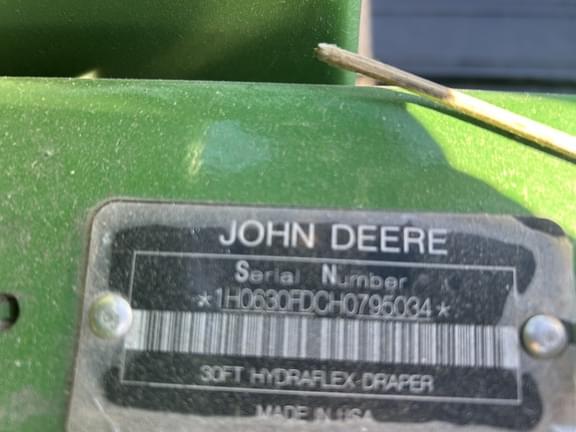 JOHN DEERE
Serial Number
*1H0630FDCH0795034*
30FT HYDRAFLEX DRAPER
MADE IN USA